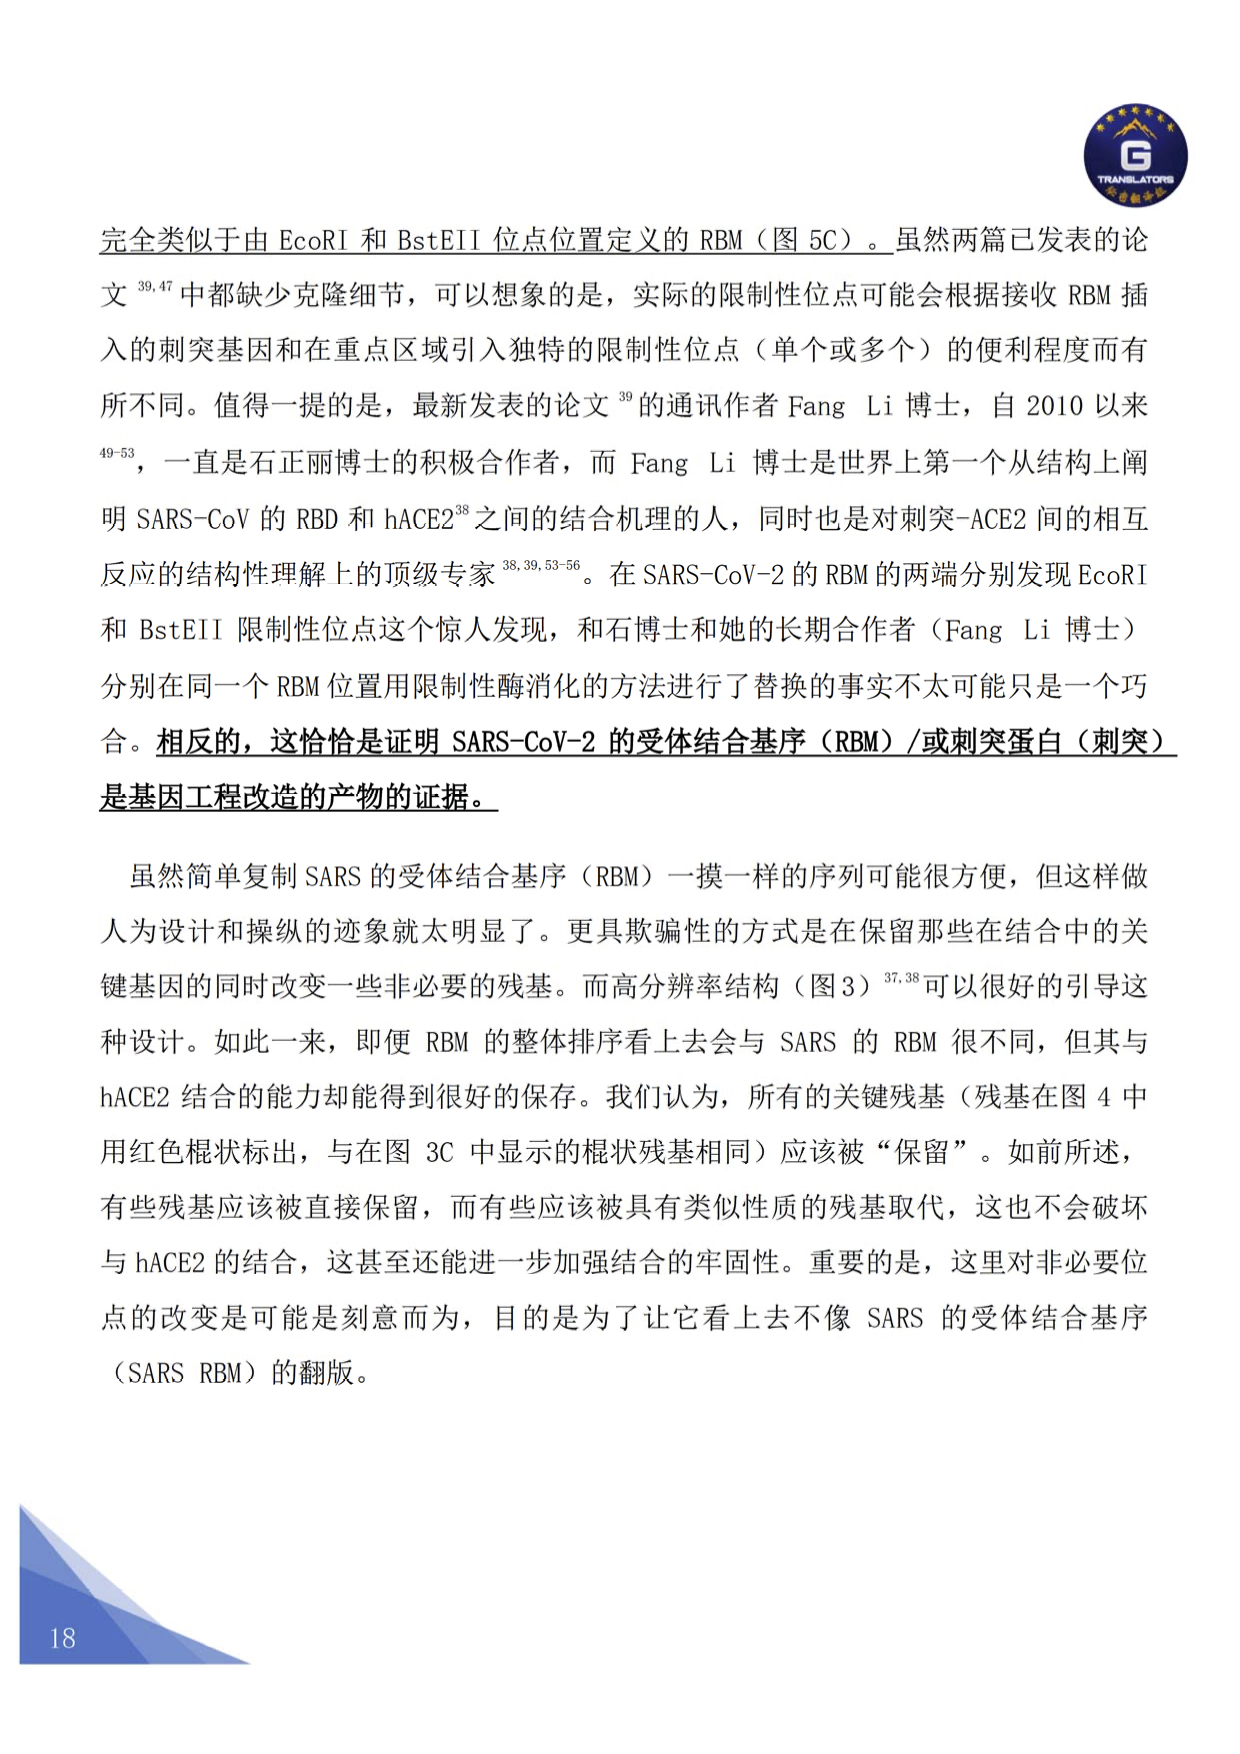 G
TRANSLATORS
完全类似于由 EcoRI 和 BstEII 位点位置定义的 RBM（图 5C）。虽然两篇已发表的论
文 39,47 中都缺少克隆细节，可以想象的是，实际的限制性位点可能会根据接收 RBM 插
入的刺突基因和在重点区域引入独特的限制性位点（单个或多个）的便利程度而有
所不同。值得一提的是，最新发表的论文 39 的通讯作者 Fang Li 博士，自 2010 以来
49-53，一直是石正丽博士的积极合作者，而 Fang Li 博士是世界上第一个从结构上阐
明 SARS-CoV 的 RBD 和 hACE238 之间的结合机理的人，同时也是对刺突-ACE2 间的相互
反应的结构性理解上的顶级专家 38,39,53-56。在 SARS-CoV-2 的 RBM 的两端分别发现 EcoRI
和 BstEII 限制性位点这个惊人发现，和石博士和她的长期合作者（Fang Li 博士）
分别在同一个 RBM 位置用限制性酶消化的方法进行了替换的事实不太可能只是一个巧
合。相反的，这恰恰是证明 SARS-CoV-2 的受体结合基序（RBM）/或刺突蛋白（刺突）
是基因工程改造的产物的证据。
虽然简单复制 SARS 的受体结合基序（RBM）一摸一样的序列可能很方便，但这样做
人为设计和操纵的迹象就太明显了。更具欺骗性的方式是在保留那些在结合中的关
键基因的同时改变一些非必要的残基。而高分辨率结构（图 3）37,38 可以很好的引导这
种设计。如此一来，即便 RBM 的整体排序看上去会与 SARS 的 RBM 很不同，但其与
hACE2 结合的能力却能得到很好的保存。我们认为，所有的关键残基（残基在图 4 中
用红色棍状标出，与在图 3C 中显示的棍状残基相同）应该被“保留”。如前所述，
有些残基应该被直接保留，而有些应该被具有类似性质的残基取代，这也不会破坏
与 hACE2 的结合，这甚至还能进一步加强结合的牢固性。重要的是，这里对非必要位
点的改变是可能是刻意而为，目的是为了让它看上去不像 SARS 的受体结合基序
（SARS RBM）的翻版。
18